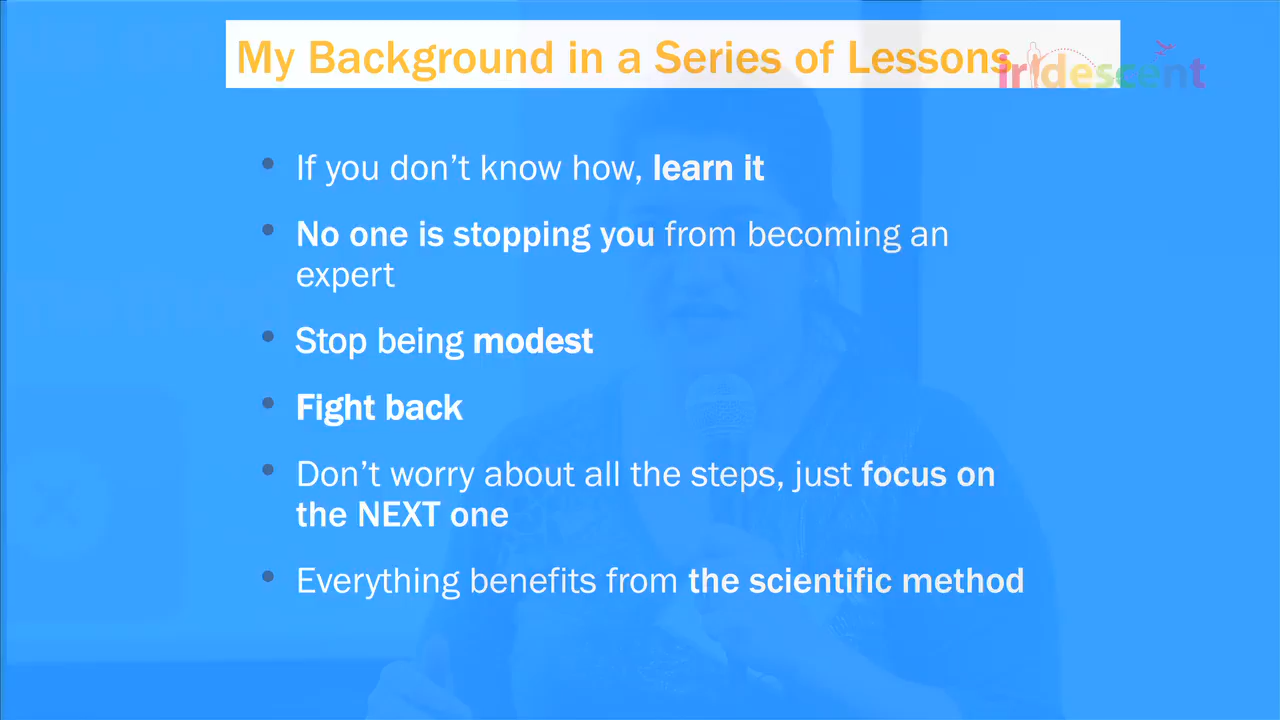 My Background in a Series of Lessons
iridescent
If you don't know how, learn it
No one is stopping you from becoming an
expert
Stop being modest
Fight back
Don't worry about all the steps, just focus on
the NEXT one
Everything benefits from the scientific method